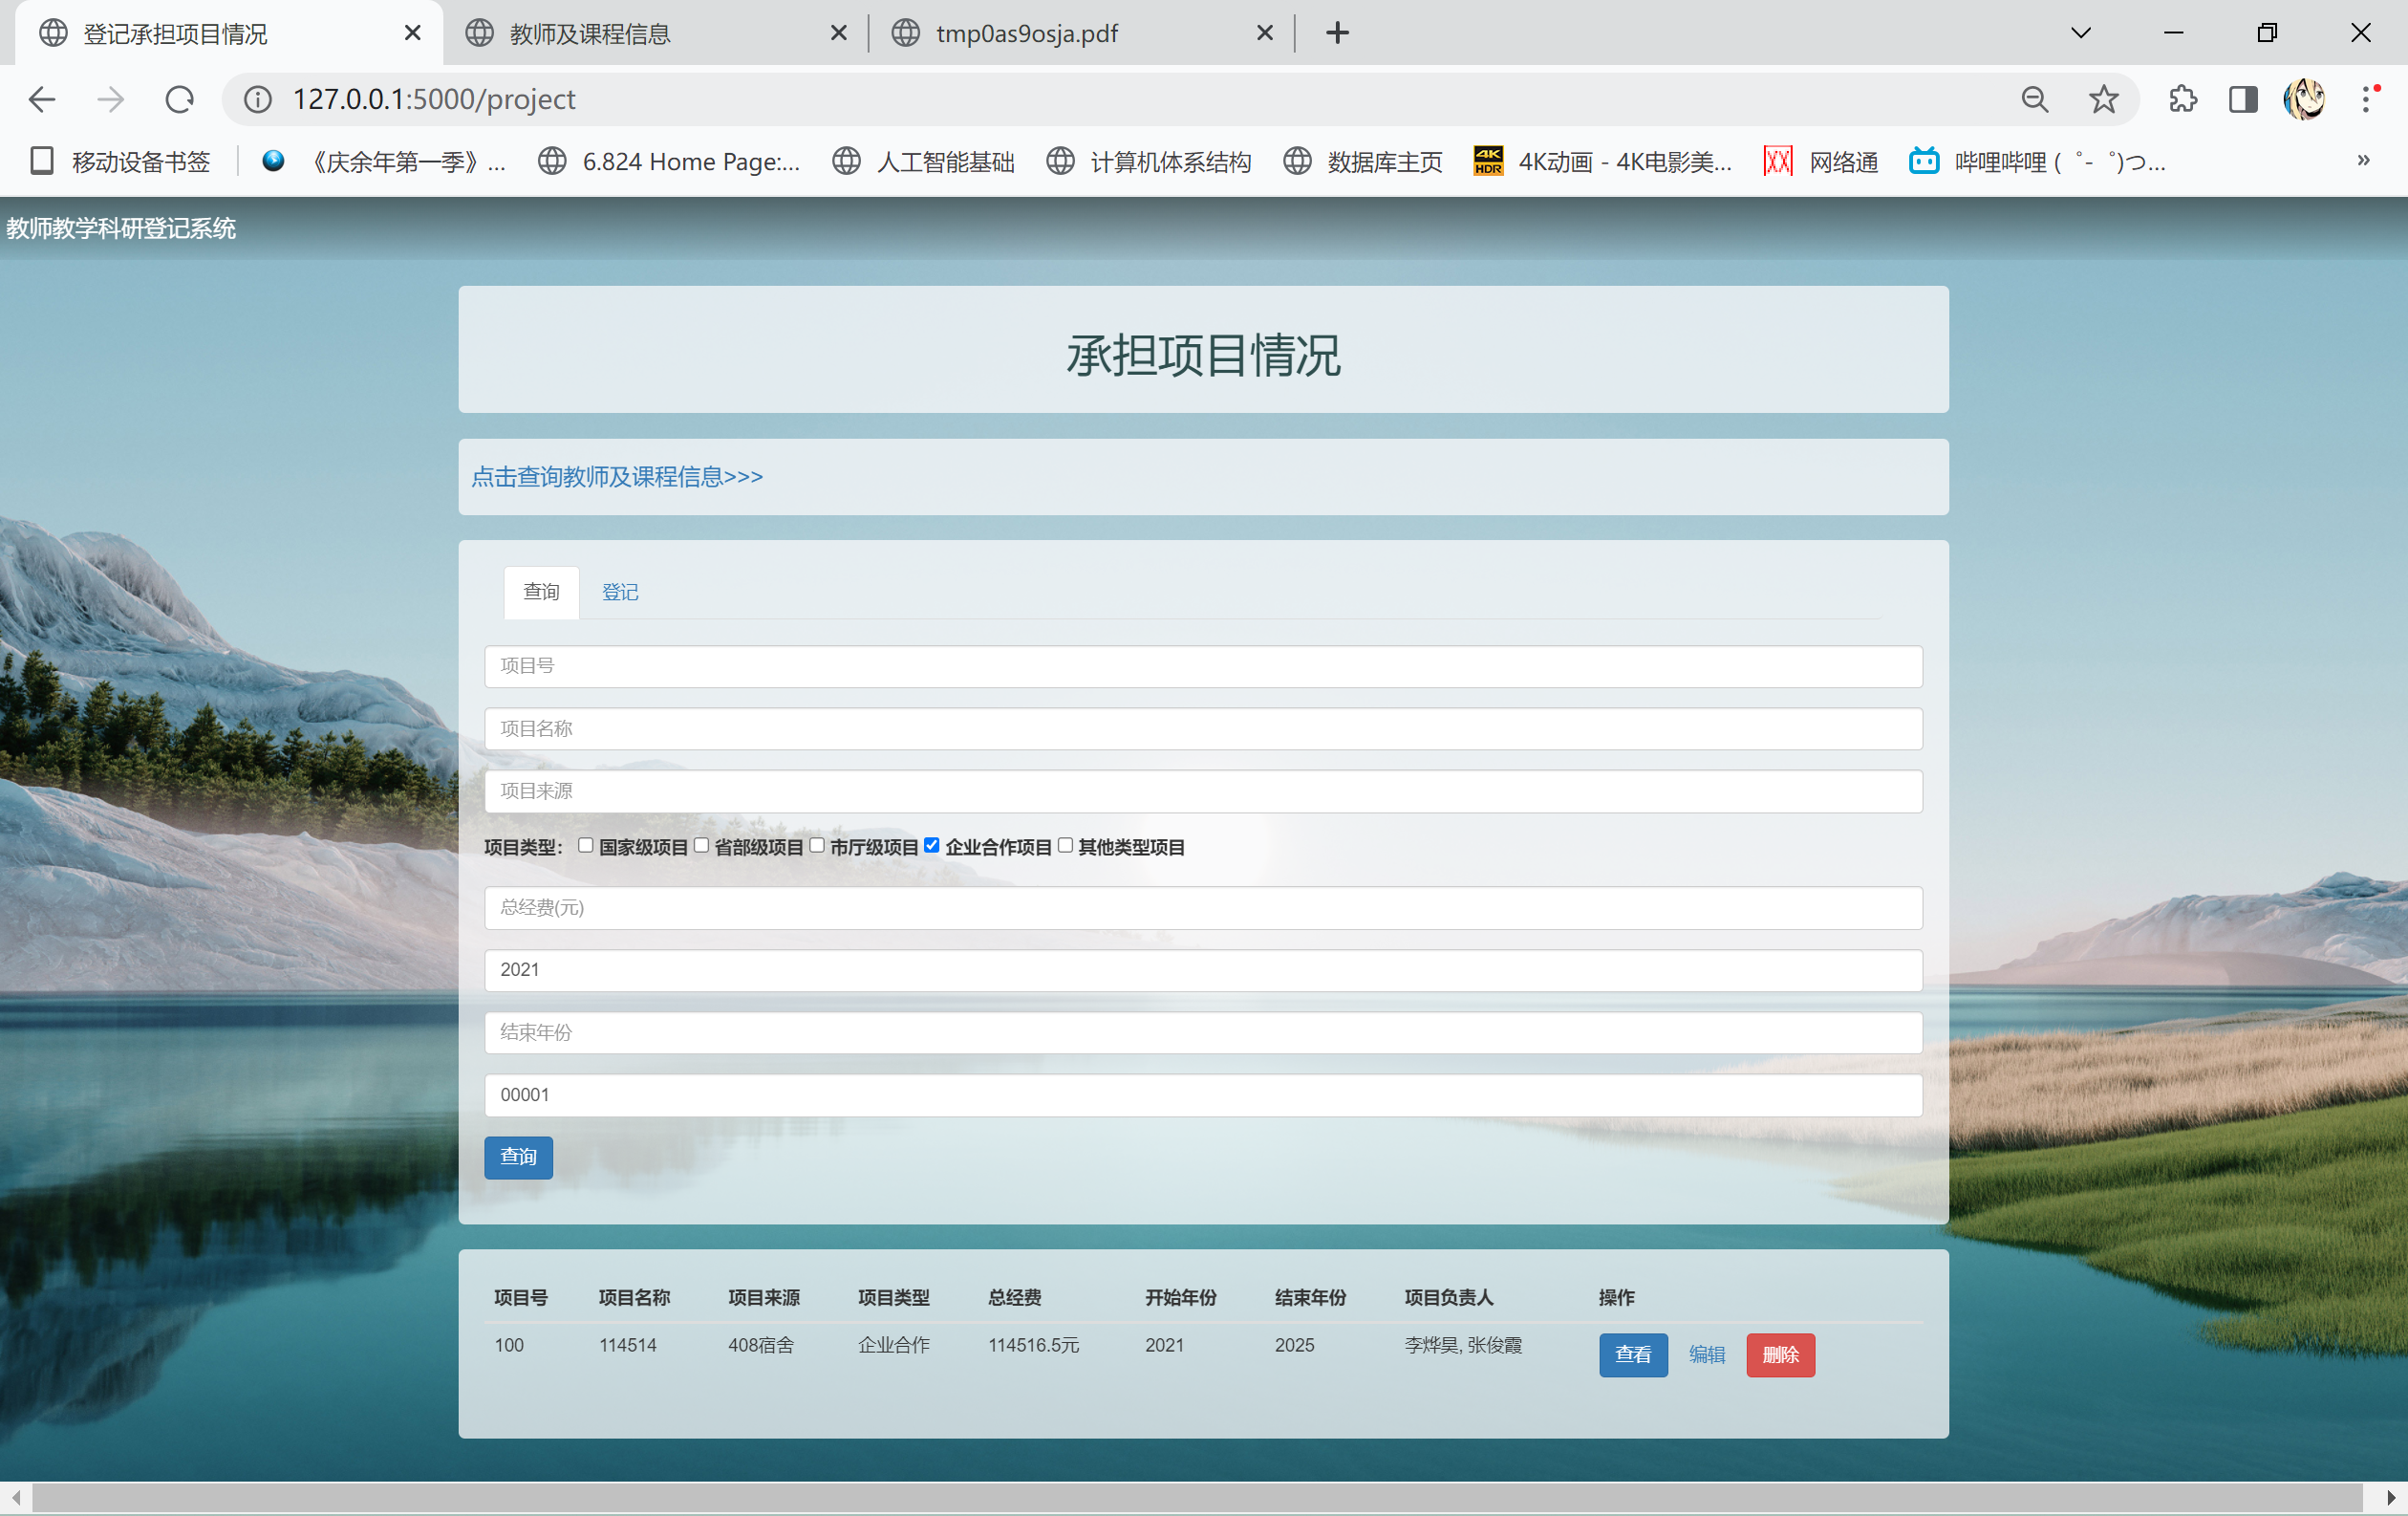 登记承担项目情况
教师及课程信息
tmp0as9osja.pdf
127.0.0.1:5000/project
移动设备书签 《庆余年第一季》... 6.824 Home Page:... 人工智能基础 计算机体系结构 数据库主页 4K动画 - 4K电影美... 网络通 哔哩哔哩 ( ゜- ゜)つ... »
教师教学科研登记系统
承担项目情况
点击查询教师及课程信息>>>
查询 登记
项目号
项目名称
项目来源
项目类型： 国家级项目 省部级项目 市厅级项目 企业合作项目 其他类型项目
总经费(元)
2021
结束年份
00001
查询
项目号 项目名称 项目来源 项目类型 总经费 开始年份 结束年份 项目负责人 操作
100 114514 408宿舍 企业合作 114516.5元 2021 2025 李烨昊, 张俊霞 查看 编辑 删除